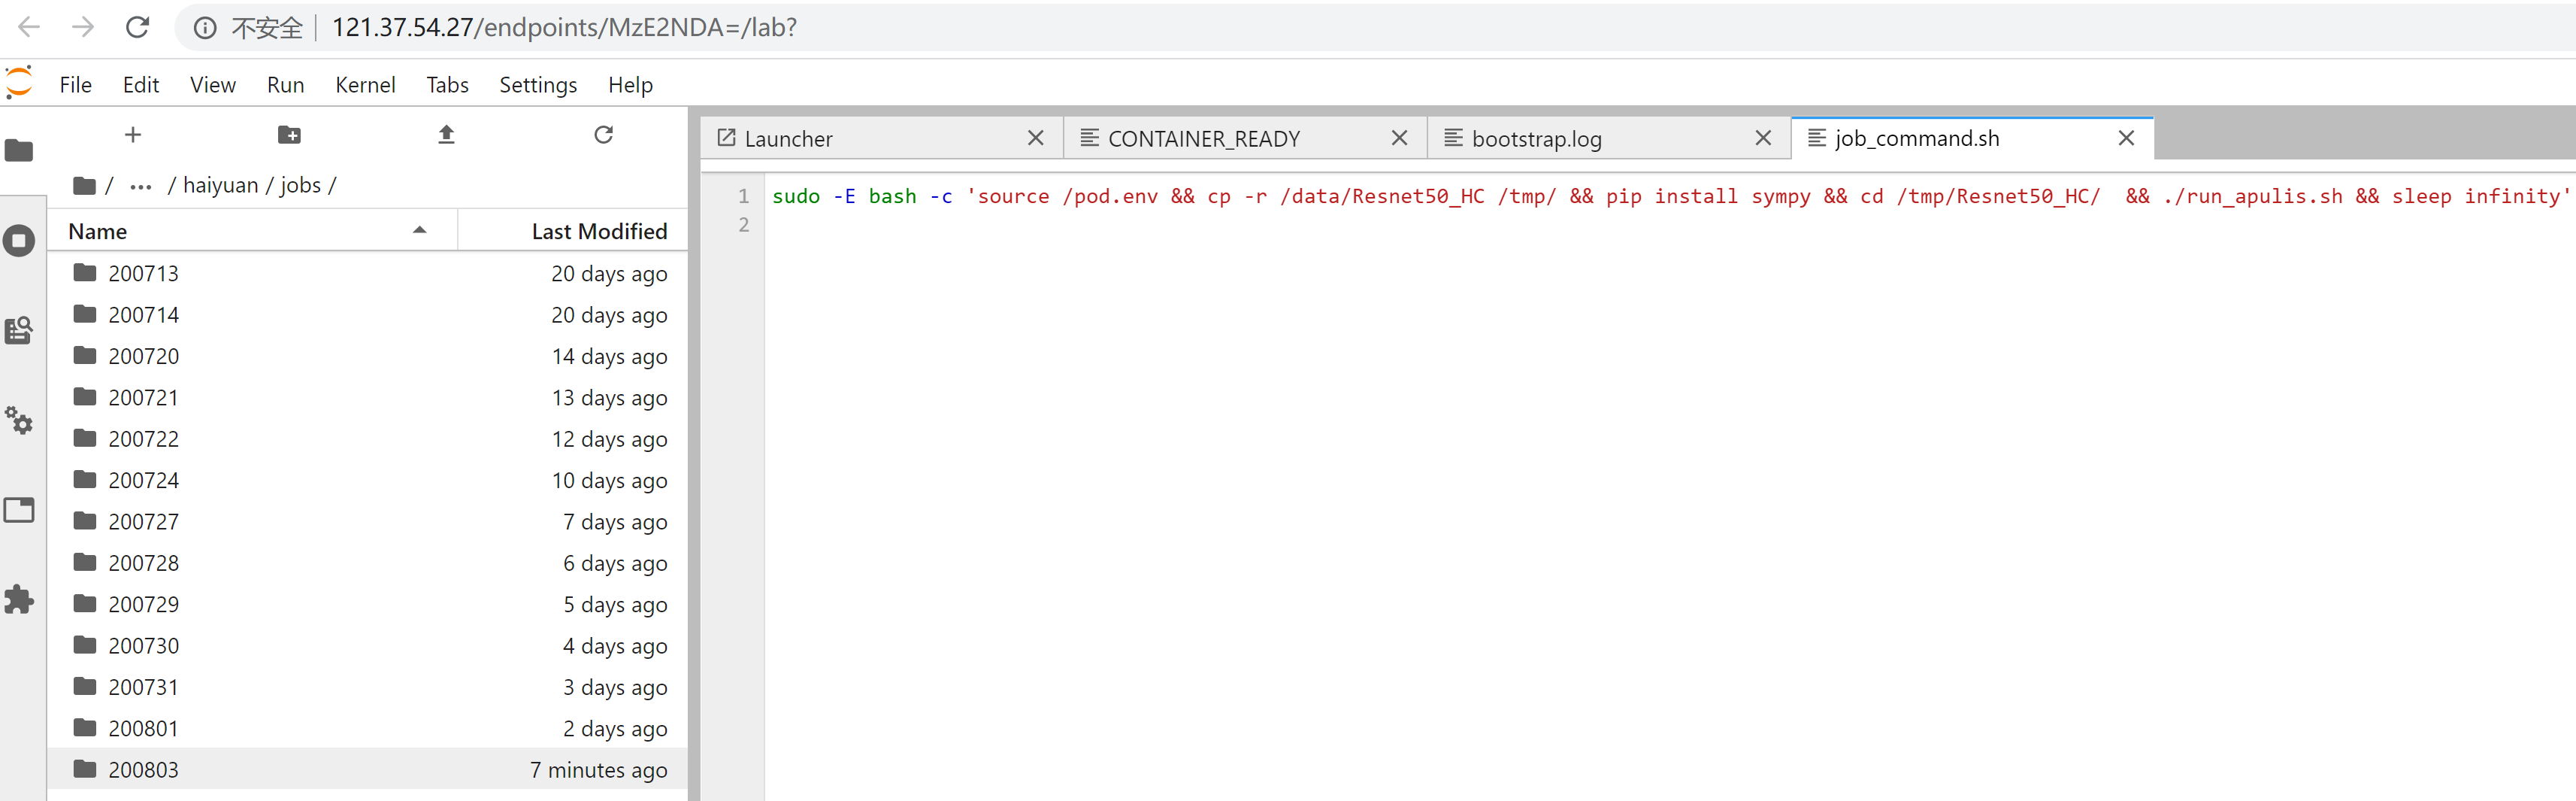 不安全 121.37.54.27/endpoints/MzE2NDA=/lab?
File Edit View Run Kernel Tabs Settings Help
Launcher CONTAINER_READY bootstrap.log job_command.sh
/ ... / haiyuan / jobs /
Name Last Modified
200713 20 days ago
200714 20 days ago
200720 14 days ago
200721 13 days ago
200722 12 days ago
200724 10 days ago
200727 7 days ago
200728 6 days ago
200729 5 days ago
200730 4 days ago
200731 3 days ago
200801 2 days ago
200803 7 minutes ago
1 sudo -E bash -c 'source /pod.env && cp -r /data/Resnet50_HC /tmp/ && pip install sympy && cd /tmp/Resnet50_HC/  && ./run_apulis.sh && sleep infinity'
2